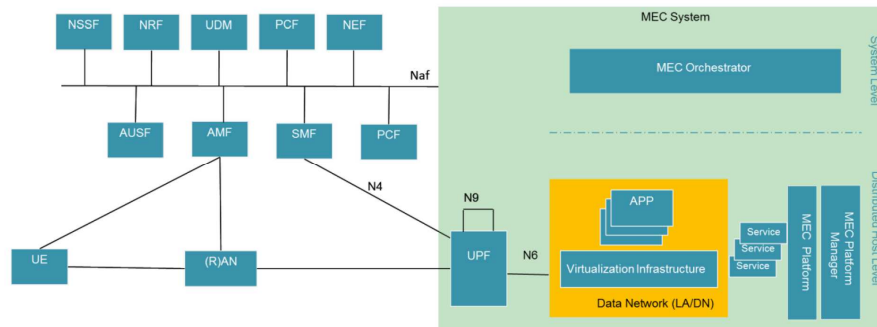 MEC System
NSSF
NRF
UDM
PCF
NEF
MEC Orchestrator
System Level
Naf
AUSF
AMF
SMF
PCF
N4
N9
APP
Service
Service
Service
MEC Platform
MEC Platform
Manager
Distributed Host Level
UE
(R)AN
UPF
N6
Virtualization Infrastructure
Data Network (LA/DN)